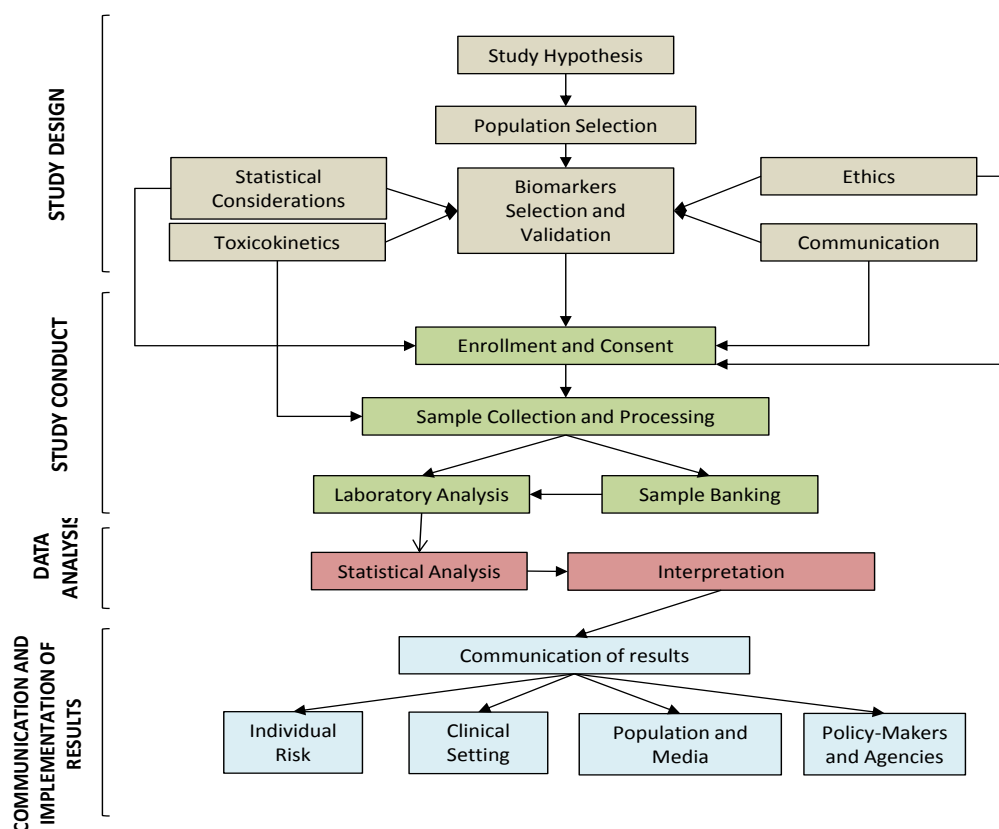 STUDY DESIGN
Study Hypothesis
Population Selection
Statistical
Considerations
Toxicokinetics
Biomarkers
Selection and
Validation
Ethics
Communication
STUDY CONDUCT
Enrollment and Consent
Sample Collection and Processing
Laboratory Analysis
Sample Banking
DATA
ANALYSIS
Statistical Analysis
Interpretation
COMMUNICATION AND
IMPLEMENTATION OF
RESULTS
Communication of results
Individual
Risk
Clinical
Setting
Population and
Media
Policy-Makers
and Agencies